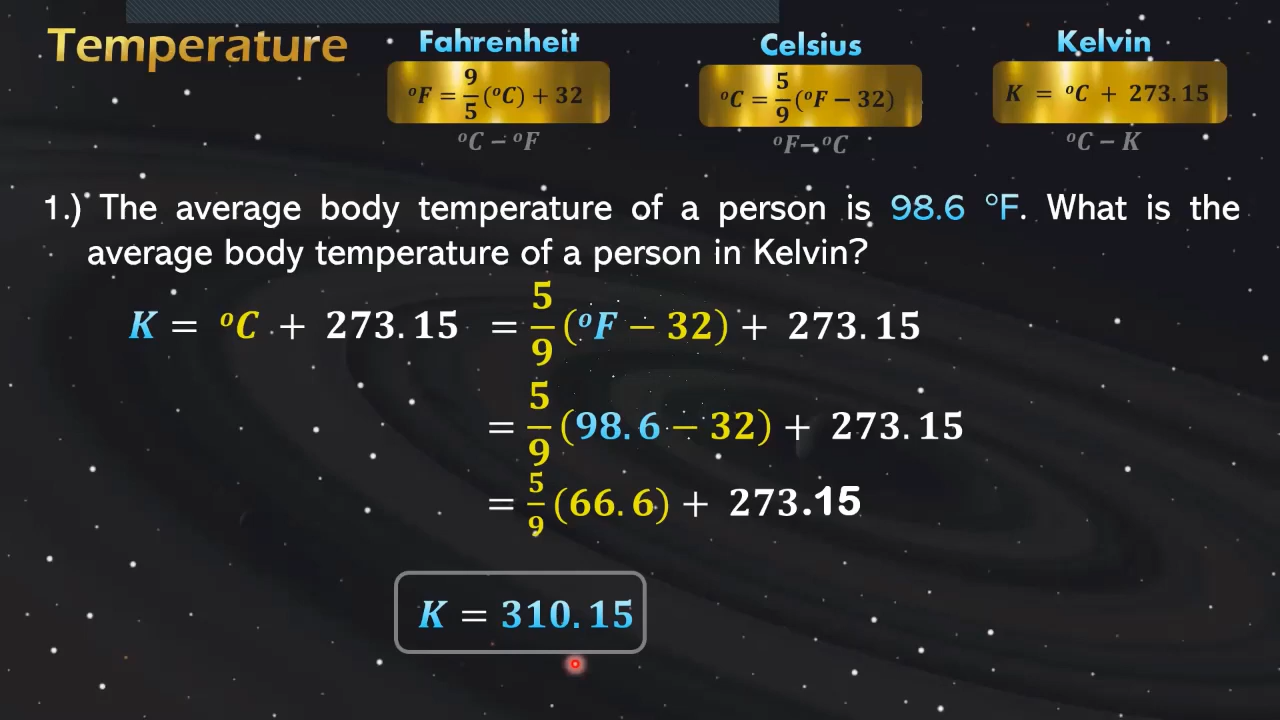 Temperature
Fahrenheit
Celsius
Kelvin
°F = 9/5 (°C) + 32
°C = 5/9 (°F − 32)
K = °C + 273.15
°C − °F
°F− °C
°C − K
1.) The average body temperature of a person is 98.6 °F. What is the
average body temperature of a person in Kelvin?
K = °C + 273.15 = 5/9 (°F − 32) + 273.15
= 5/9 (98.6 − 32) + 273.15
= 5/9 (66.6) + 273.15
K = 310.15